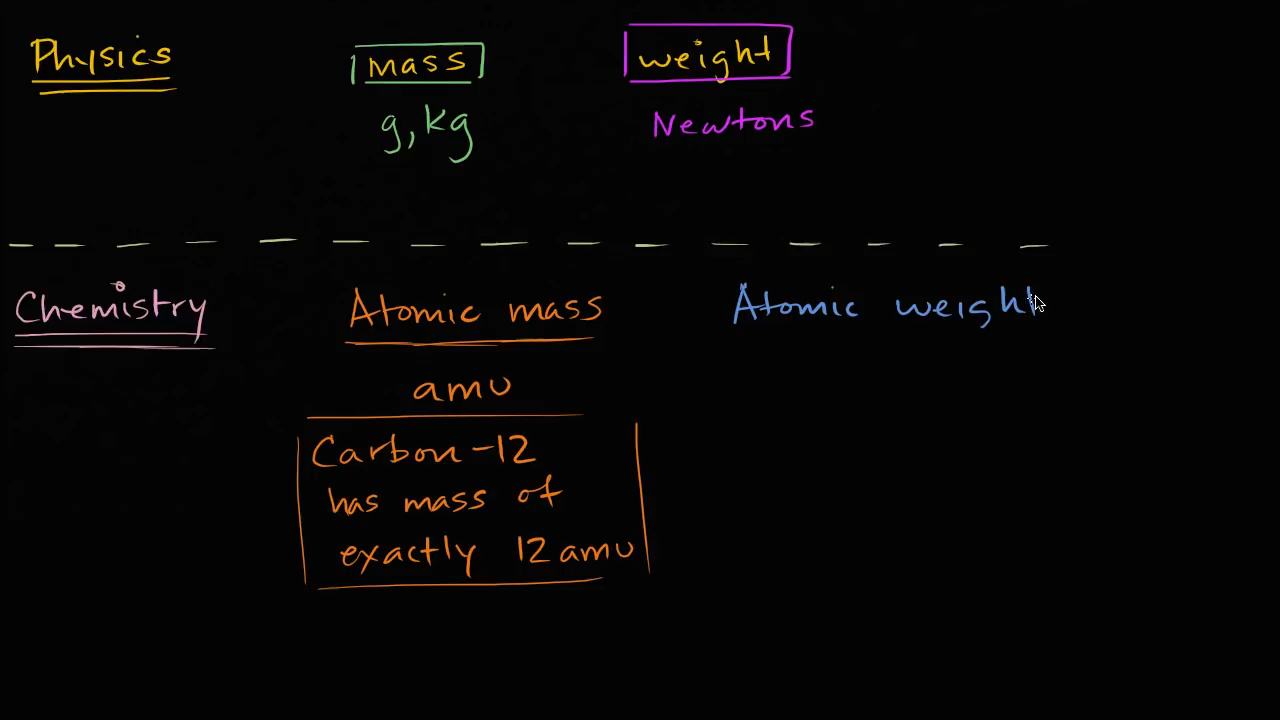 Physics mass weight
g, kg Newtons
Chemistry Atomic mass Atomic weight
amu
Carbon-12
has mass of
exactly 12 amu